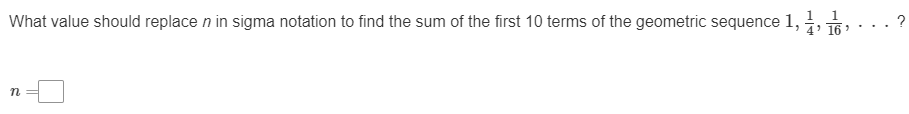 What value should replace n in sigma notation to find the sum of the first 10 terms of the geometric sequence 1, 1/4, 1/16, . . . ?
n =